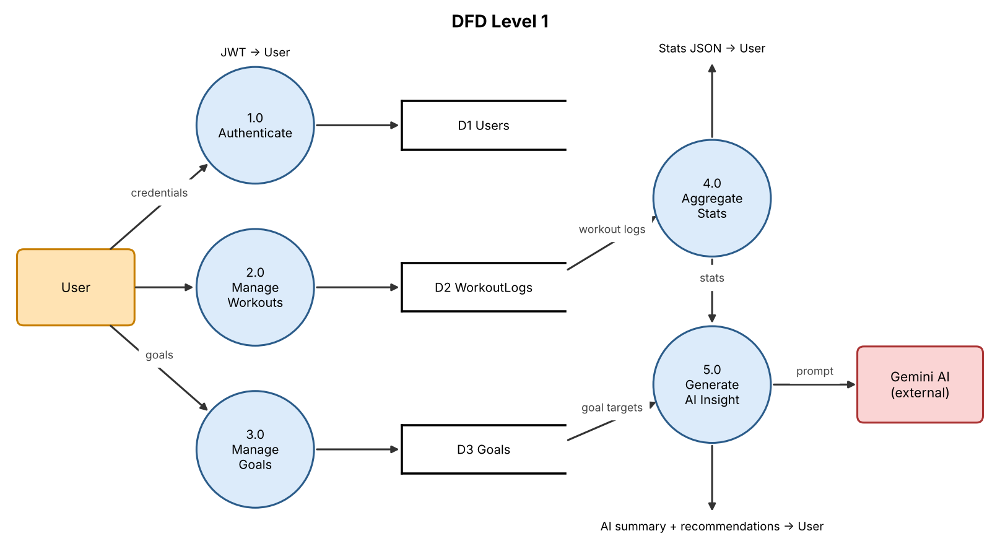 DFD Level 1
JWT → User
Stats JSON → User
1.0
Authenticate
D1 Users
credentials
4.0
Aggregate
Stats
workout logs
User
2.0
Manage
Workouts
D2 WorkoutLogs
stats
goals
5.0
Generate
AI Insight
prompt
Gemini AI
(external)
goal targets
3.0
Manage
Goals
D3 Goals
AI summary + recommendations → User